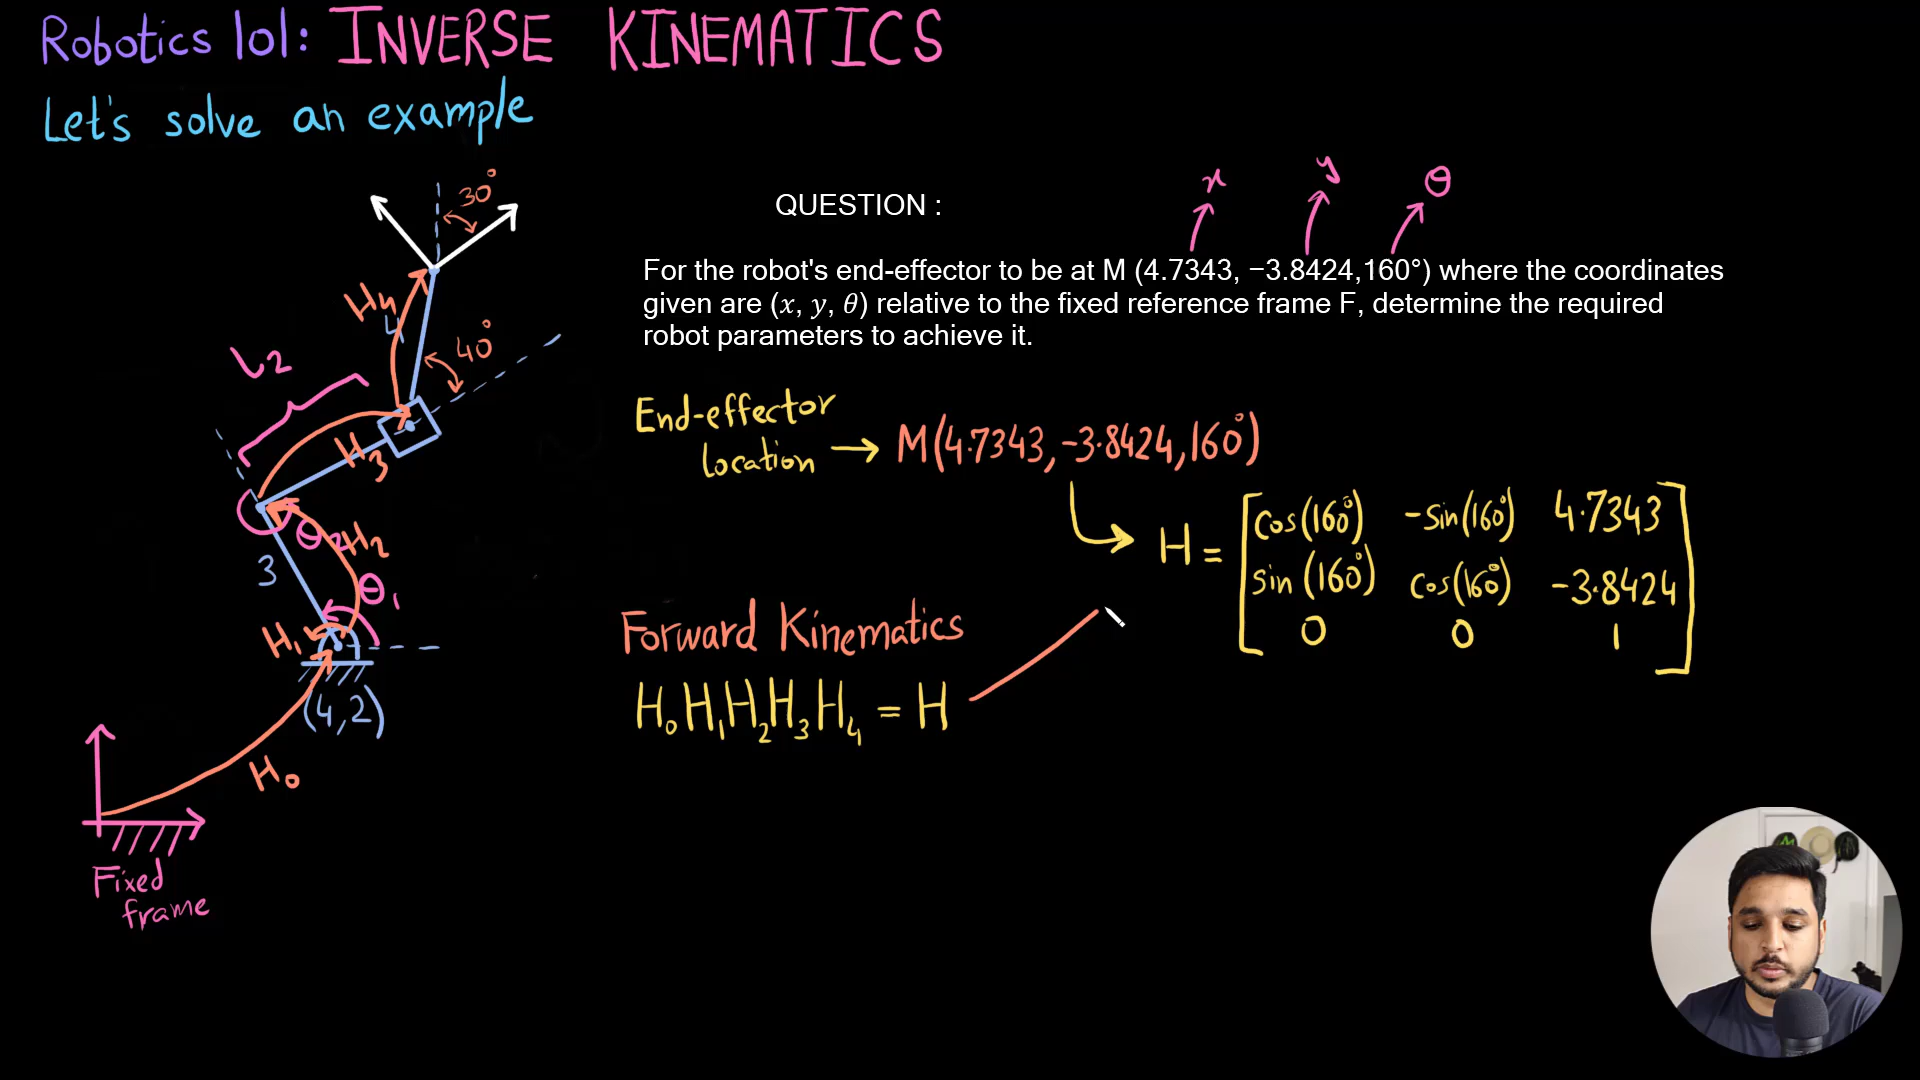 Robotics 101: INVERSE KINEMATICS
Let's solve an example
QUESTION :
x y θ
For the robot's end-effector to be at M (4.7343, −3.8424,160°) where the coordinates
given are (x, y, θ) relative to the fixed reference frame F, determine the required
robot parameters to achieve it.
End-effector
location → M(4.7343, -3.8424, 160°)
H = [cos(160°) -sin(160°) 4.7343
sin(160°) cos(160°) -3.8424
0 0 1]
Forward Kinematics
H₀H₁H₂H₃H₄ = H
30°
H₄
4
40°
L₂
H₃
θ₂
H₂
3
θ₁
H₁
(4,2)
H₀
Fixed
frame